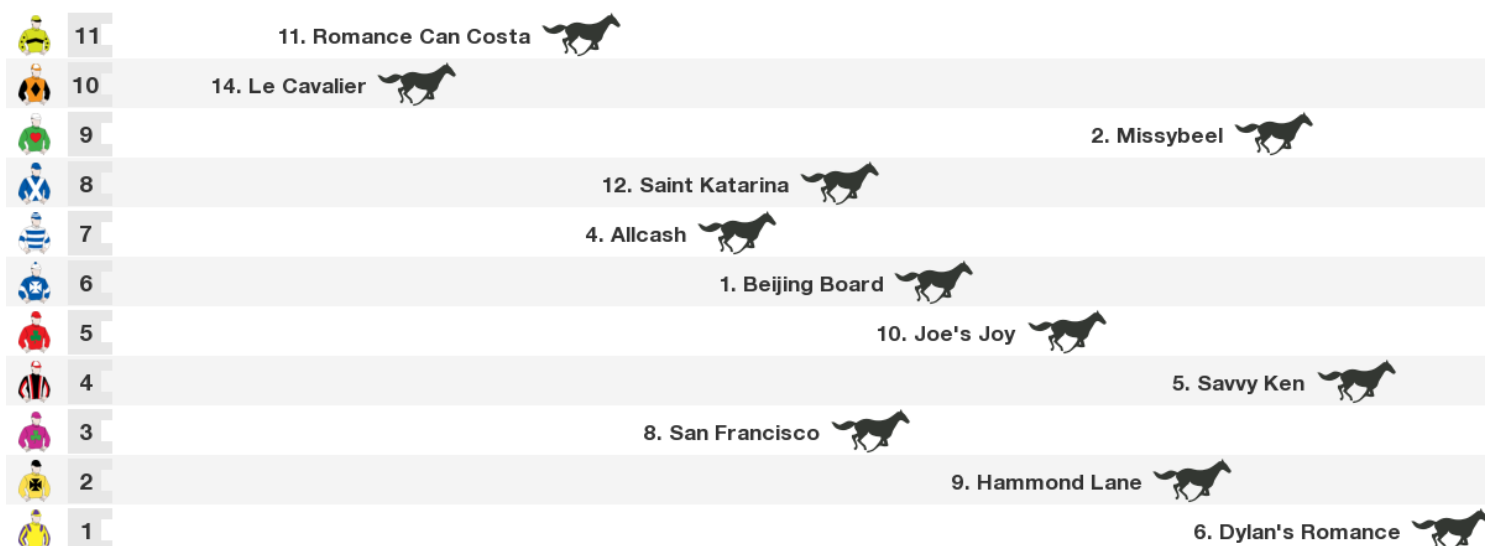 11 11. Romance Can Costa
10 14. Le Cavalier
9 2. Missybeel
8 12. Saint Katarina
7 4. Allcash
6 1. Beijing Board
5 10. Joe's Joy
4 5. Savvy Ken
3 8. San Francisco
2 9. Hammond Lane
1 6. Dylan's Romance